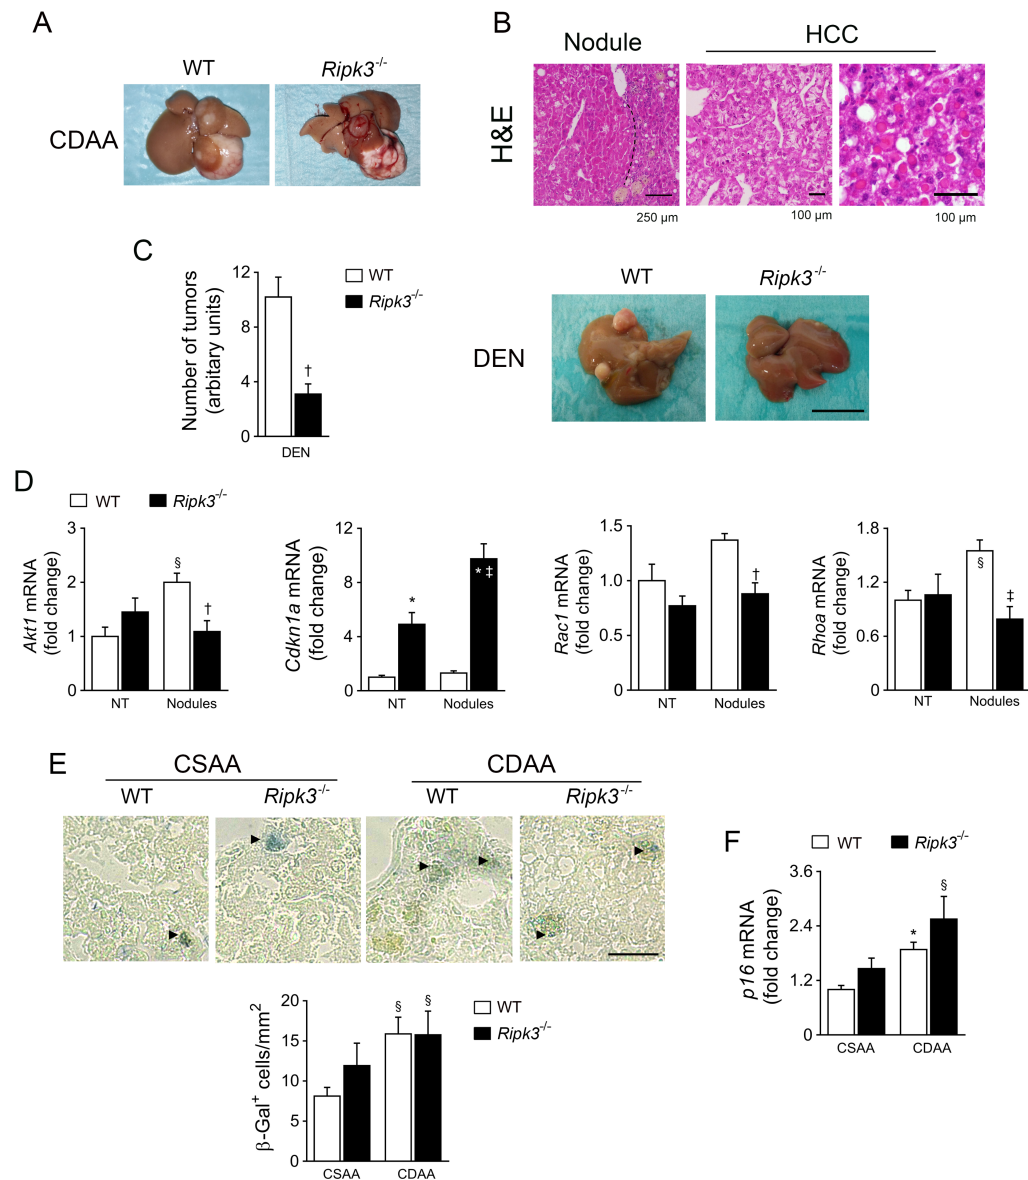 A
WT Ripk3-/-
CDAA
B
Nodule HCC
H&E
250 µm 100 µm 100 µm
C
Number of tumors
(arbitary units)
12
8
4
0
DEN
†
WT
Ripk3-/-
WT Ripk3-/-
DEN
D
WT Ripk3-/-
Akt1 mRNA
(fold change)
3
2
1
0
§
†
NT Nodules
Cdkn1a mRNA
(fold change)
12
8
4
0
*
* ‡
NT Nodules
Rac1 mRNA
(fold change)
1.5
1.0
0.5
0
†
NT Nodules
Rhoa mRNA
(fold change)
1.8
1.2
0.6
0
§
‡
NT Nodules
E
CSAA CDAA
WT Ripk3-/- WT Ripk3-/-
β-Gal+ cells/mm2
20
15
10
5
0
§ §
CSAA CDAA
WT
Ripk3-/-
F
WT Ripk3-/-
p16 mRNA
(fold change)
3.6
2.4
1.2
0
*
§
CSAA CDAA